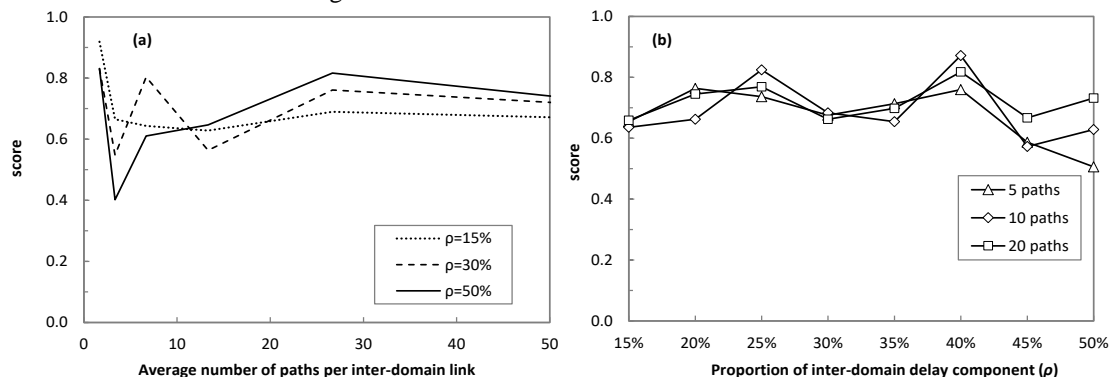 (a)
1.0
0.8
0.6
0.4
0.2
0.0
score
0
10
20
30
40
50
Average number of paths per inter-domain link
ρ=15%
ρ=30%
ρ=50%
(b)
1.0
0.8
0.6
0.4
0.2
0.0
score
15%
20%
25%
30%
35%
40%
45%
50%
Proportion of inter-domain delay component (ρ)
5 paths
10 paths
20 paths